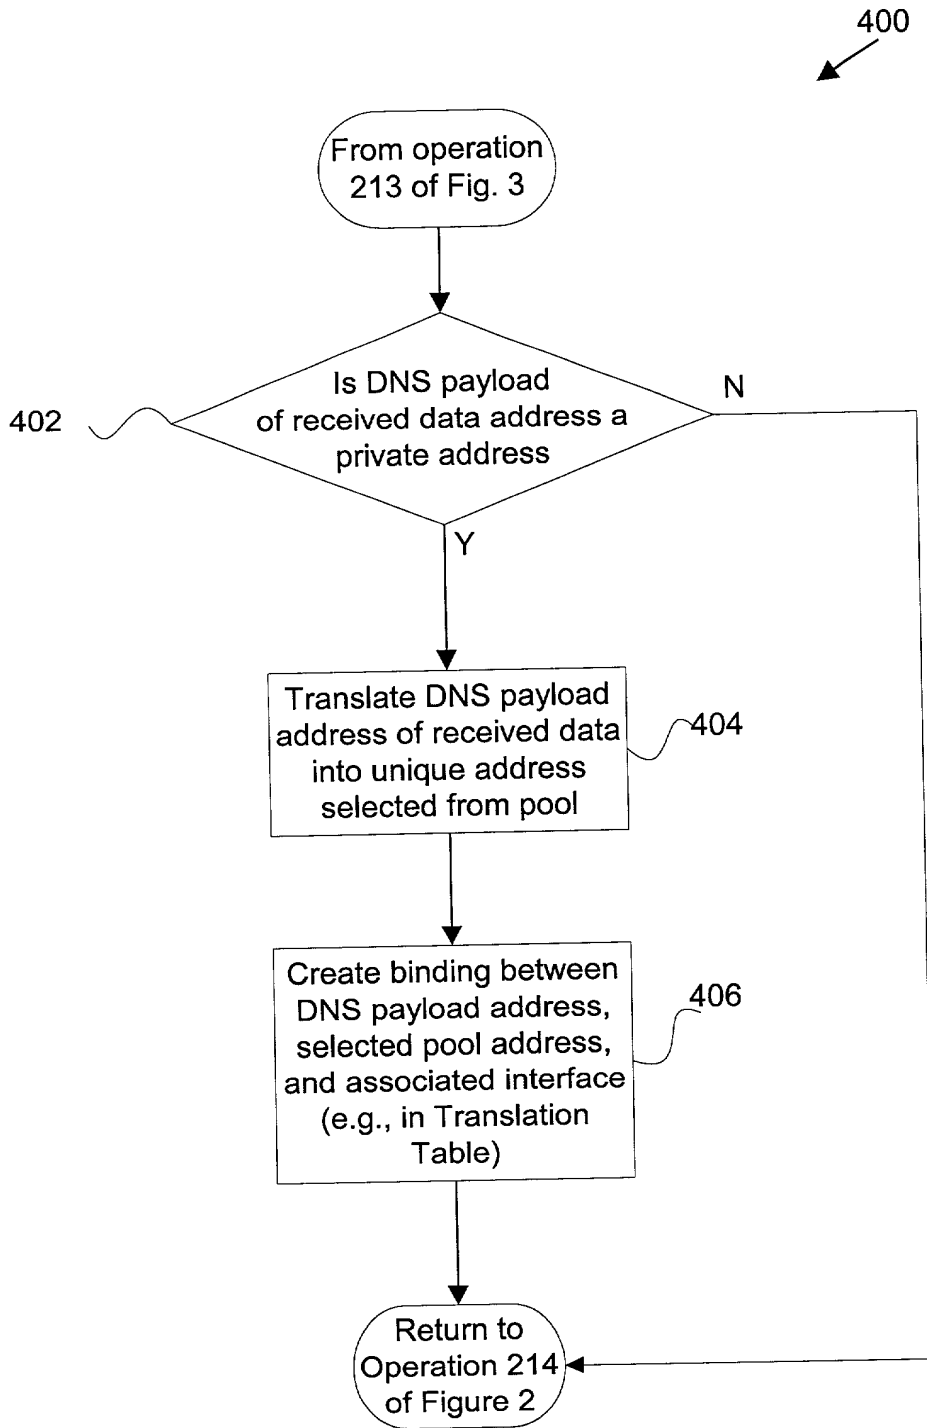 400
From operation
213 of Fig. 3
Is DNS payload
of received data address a
private address
N
402
Y
Translate DNS payload
address of received data
into unique address
selected from pool
404
Create binding between
DNS payload address,
selected pool address,
and associated interface
(e.g., in Translation
Table)
406
Return to
Operation 214
of Figure 2